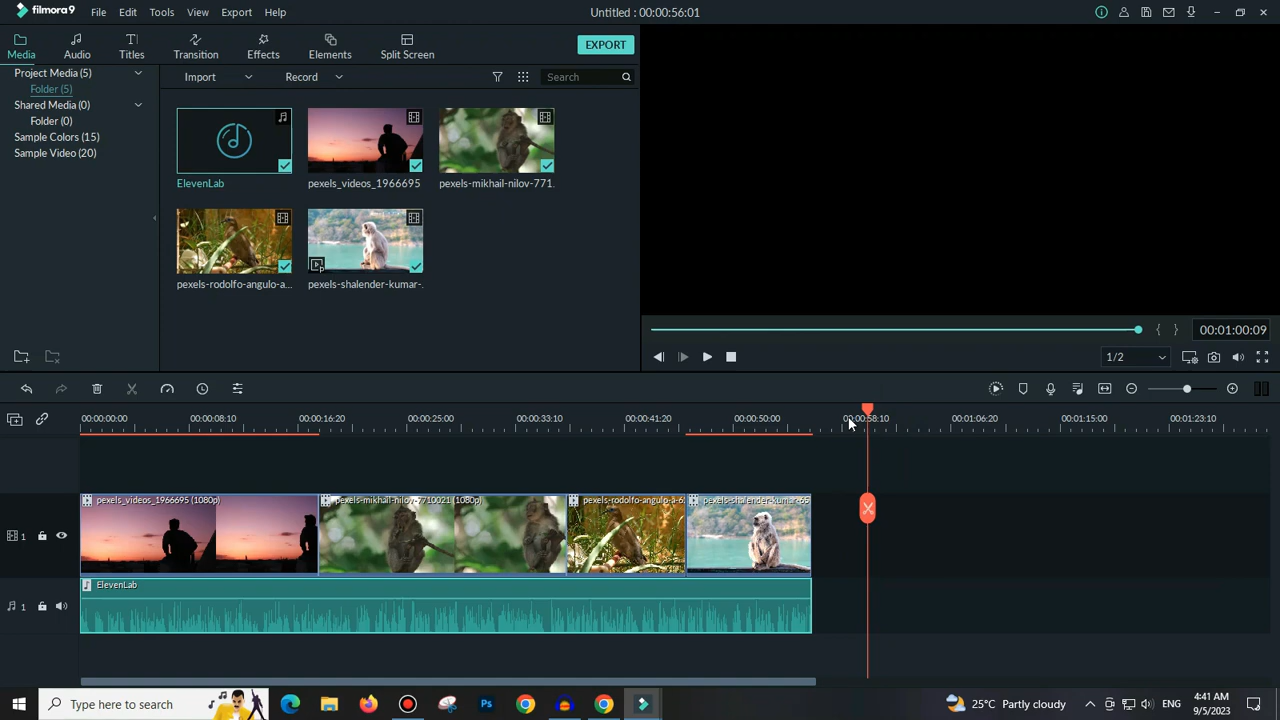 filmora9
File Edit Tools View Export Help
Untitled : 00:00:56:01
Media Audio Titles Transition Effects Elements Split Screen
EXPORT
Project Media (5)
Folder (5)
Shared Media (0)
Folder (0)
Sample Colors (15)
Sample Video (20)
Import Record Search
ElevenLab
pexels_videos_1966695
pexels-mikhail-nilov-771.
pexels-rodolfo-angulo-a...
pexels-shalender-kumar-.
00:01:00:09
1/2
00:00:00:00 00:00:08:10 00:00:16:20 00:00:25:00 00:00:33:10 00:00:41:20 00:00:50:00 00:00:58:10 00:01:06:20 00:01:15:00 00:01:23:10
pexels_videos_1966695 (1080p) pexels-mikhail-nilov-7710021 (1080p) pexels-rodolfo-angulo-a-6 pexels-shalender-kumar-65
1
ElevenLab
1
Type here to search
Ps
25°C Partly cloudy
ENG
4:41 AM
9/5/2023